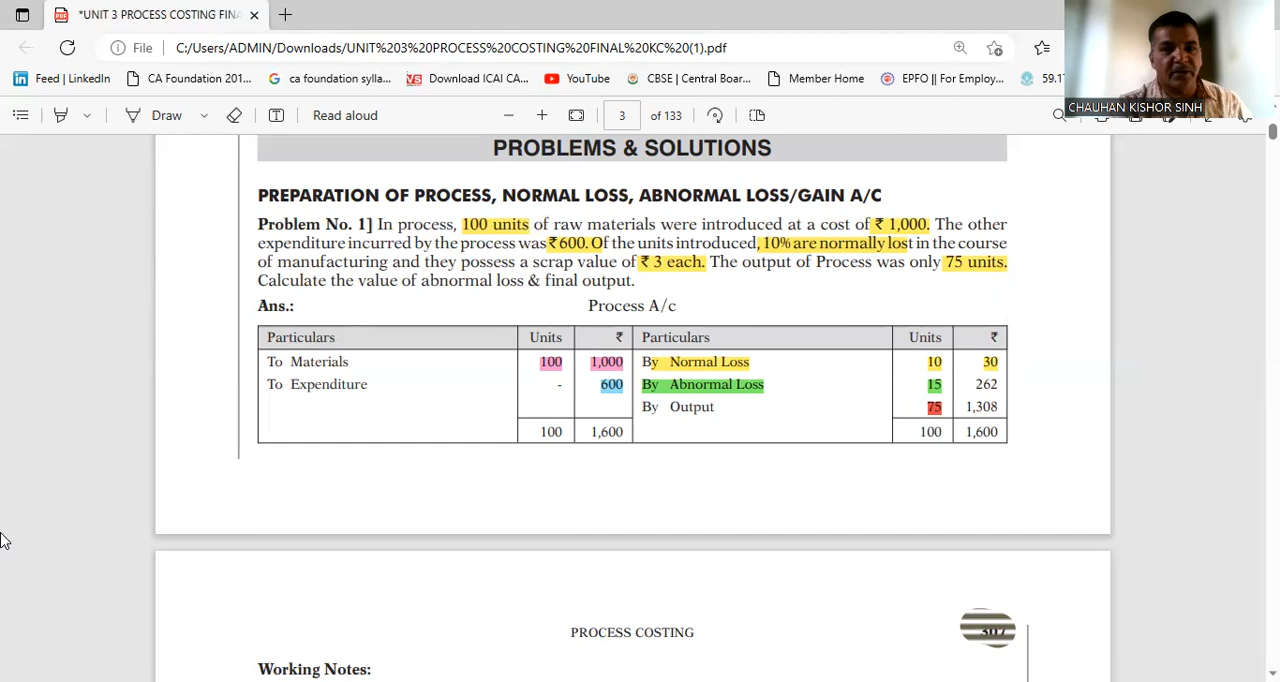 *UNIT 3 PROCESS COSTING FINA
File C:/Users/ADMIN/Downloads/UNIT%203%20PROCESS%20COSTING%20FINAL%20KC%20(1).pdf
Feed | LinkedIn CA Foundation 201... ca foundation sylla... Download ICAI CA... YouTube CBSE | Central Boar... Member Home EPFO || For Employ... 59.1
CHAUHAN KISHOR SINH
Draw Read aloud 3 of 133
PROBLEMS & SOLUTIONS
PREPARATION OF PROCESS, NORMAL LOSS, ABNORMAL LOSS/GAIN A/C
Problem No. 1] In process, 100 units of raw materials were introduced at a cost of ₹ 1,000. The other
expenditure incurred by the process was ₹600. Of the units introduced, 10% are normally lost in the course
of manufacturing and they possess a scrap value of ₹ 3 each. The output of Process was only 75 units.
Calculate the value of abnormal loss & final output.
Ans.: Process A/c
Particulars Units ₹ Particulars Units ₹
To Materials 100 1,000 By Normal Loss 10 30
To Expenditure - 600 By Abnormal Loss 15 262
By Output 75 1,308
100 1,600 100 1,600
PROCESS COSTING
Working Notes: